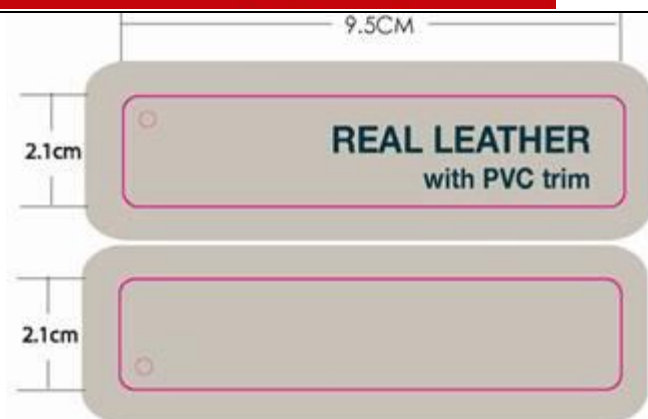 9.5CM
2.1cm
REAL LEATHER
with PVC trim
2.1cm